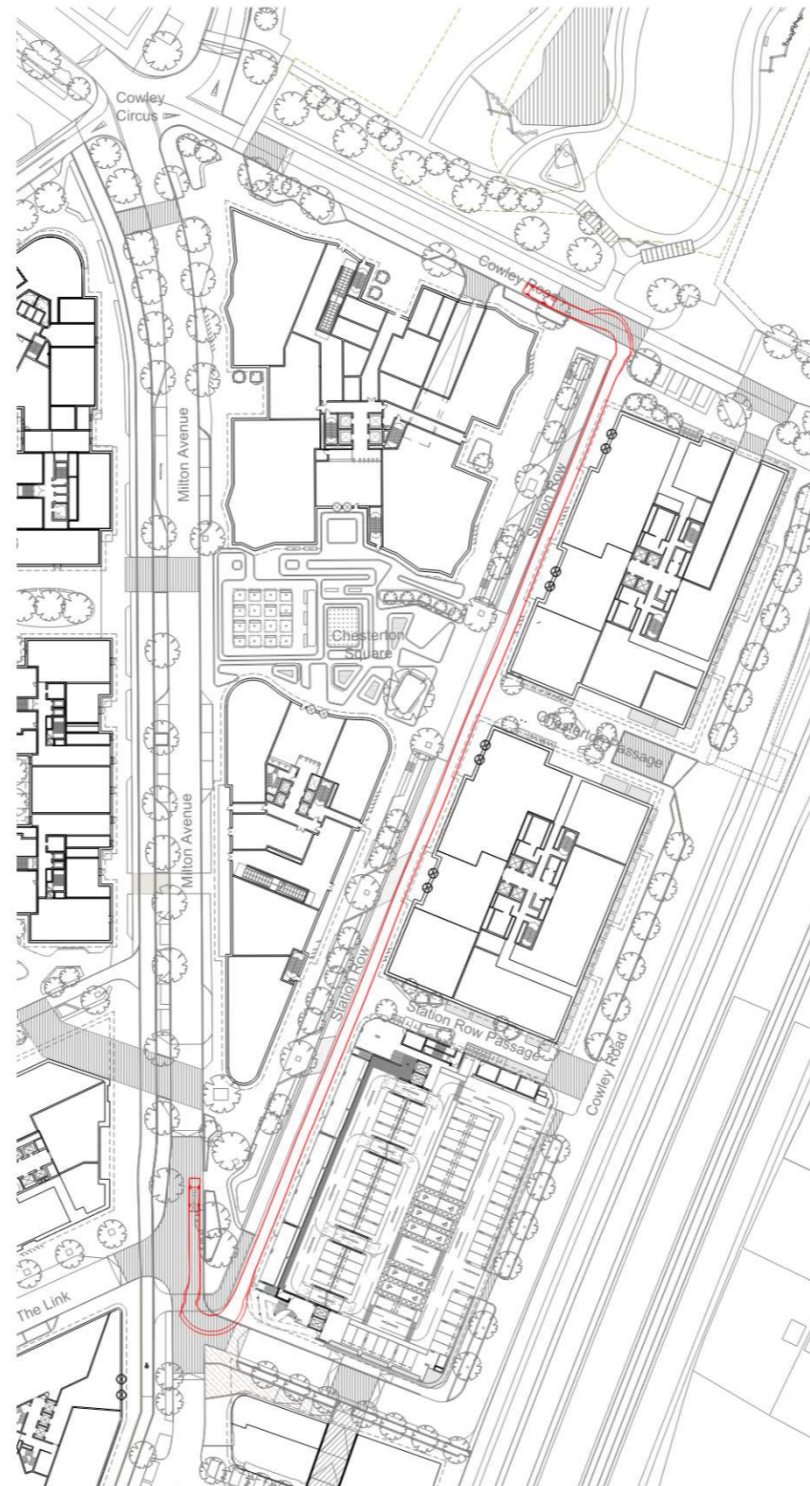 Cowley
Circus
Cowley Road
Milton Avenue
Station Row
Chesterton
Square
Chesterton Passage
Milton Avenue
Station Row
Station Row Passage
Cowley Road
The Link